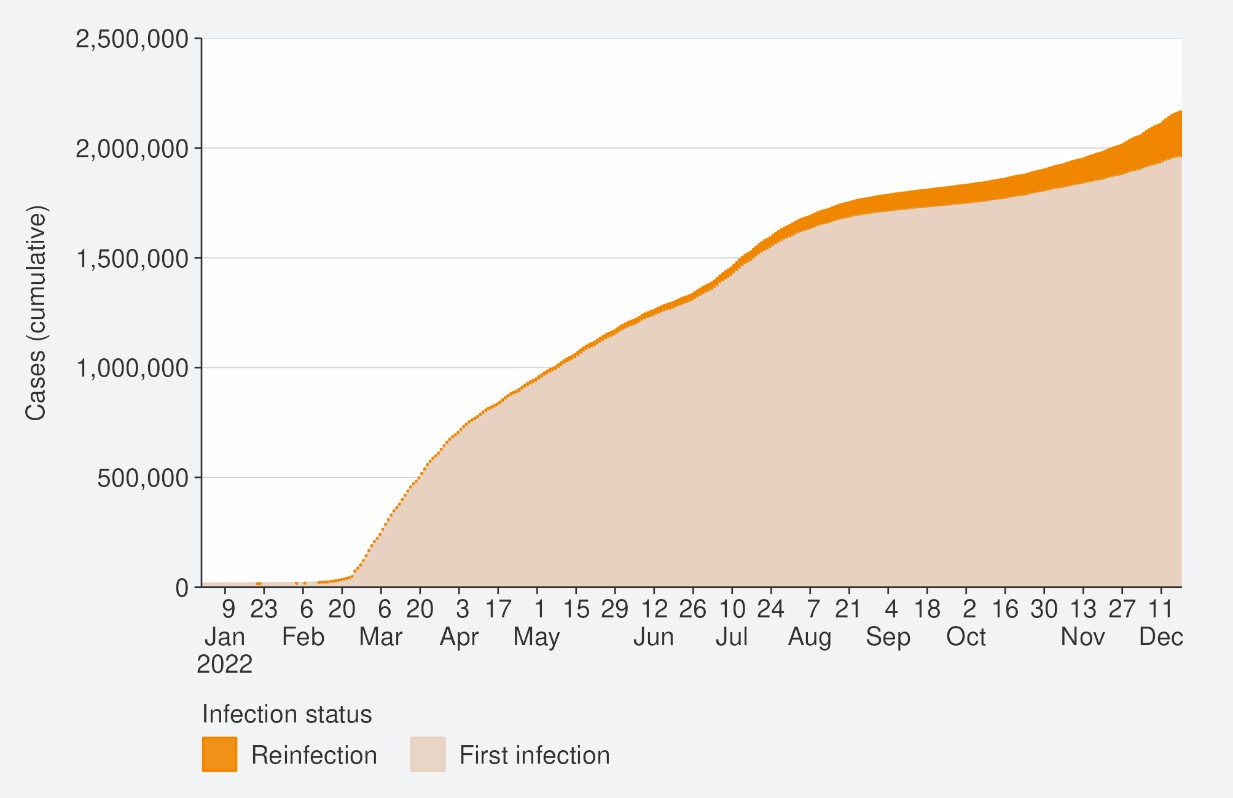 2,500,000
2,000,000
1,500,000
1,000,000
500,000
0
Cases (cumulative)
9 23 6 20 6 20 3 17 1 15 29 12 26 10 24 7 21 4 18 2 16 30 13 27 11
Jan Feb Mar Apr May Jun Jul Aug Sep Oct Nov Dec
2022
Infection status
Reinfection First infection